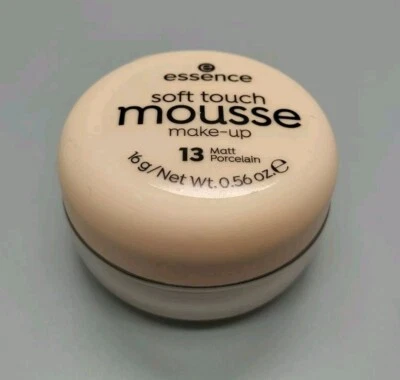 essence
soft touch
mousse
make-up
13 Matt
Porcelain
16g/Net Wt. 0.56 oz. ℮